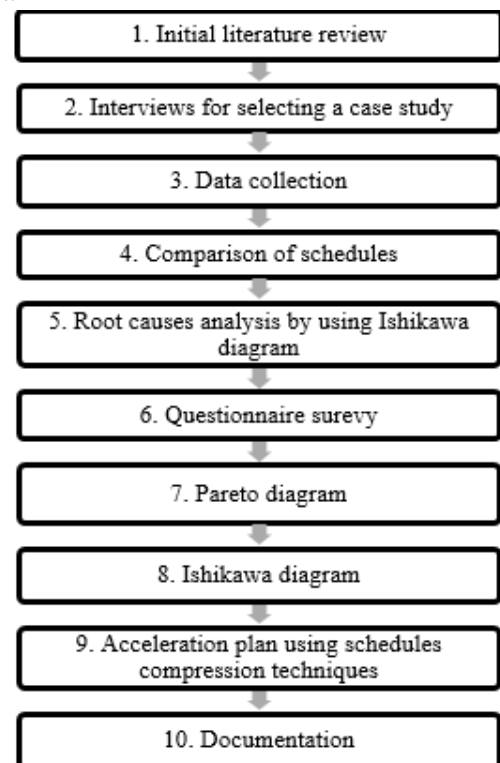 1. Initial literature review
2. Interviews for selecting a case study
3. Data collection
4. Comparison of schedules
5. Root causes analysis by using Ishikawa
diagram
6. Questionnaire surevy
7. Pareto diagram
8. Ishikawa diagram
9. Acceleration plan using schedules
compression techniques
10. Documentation